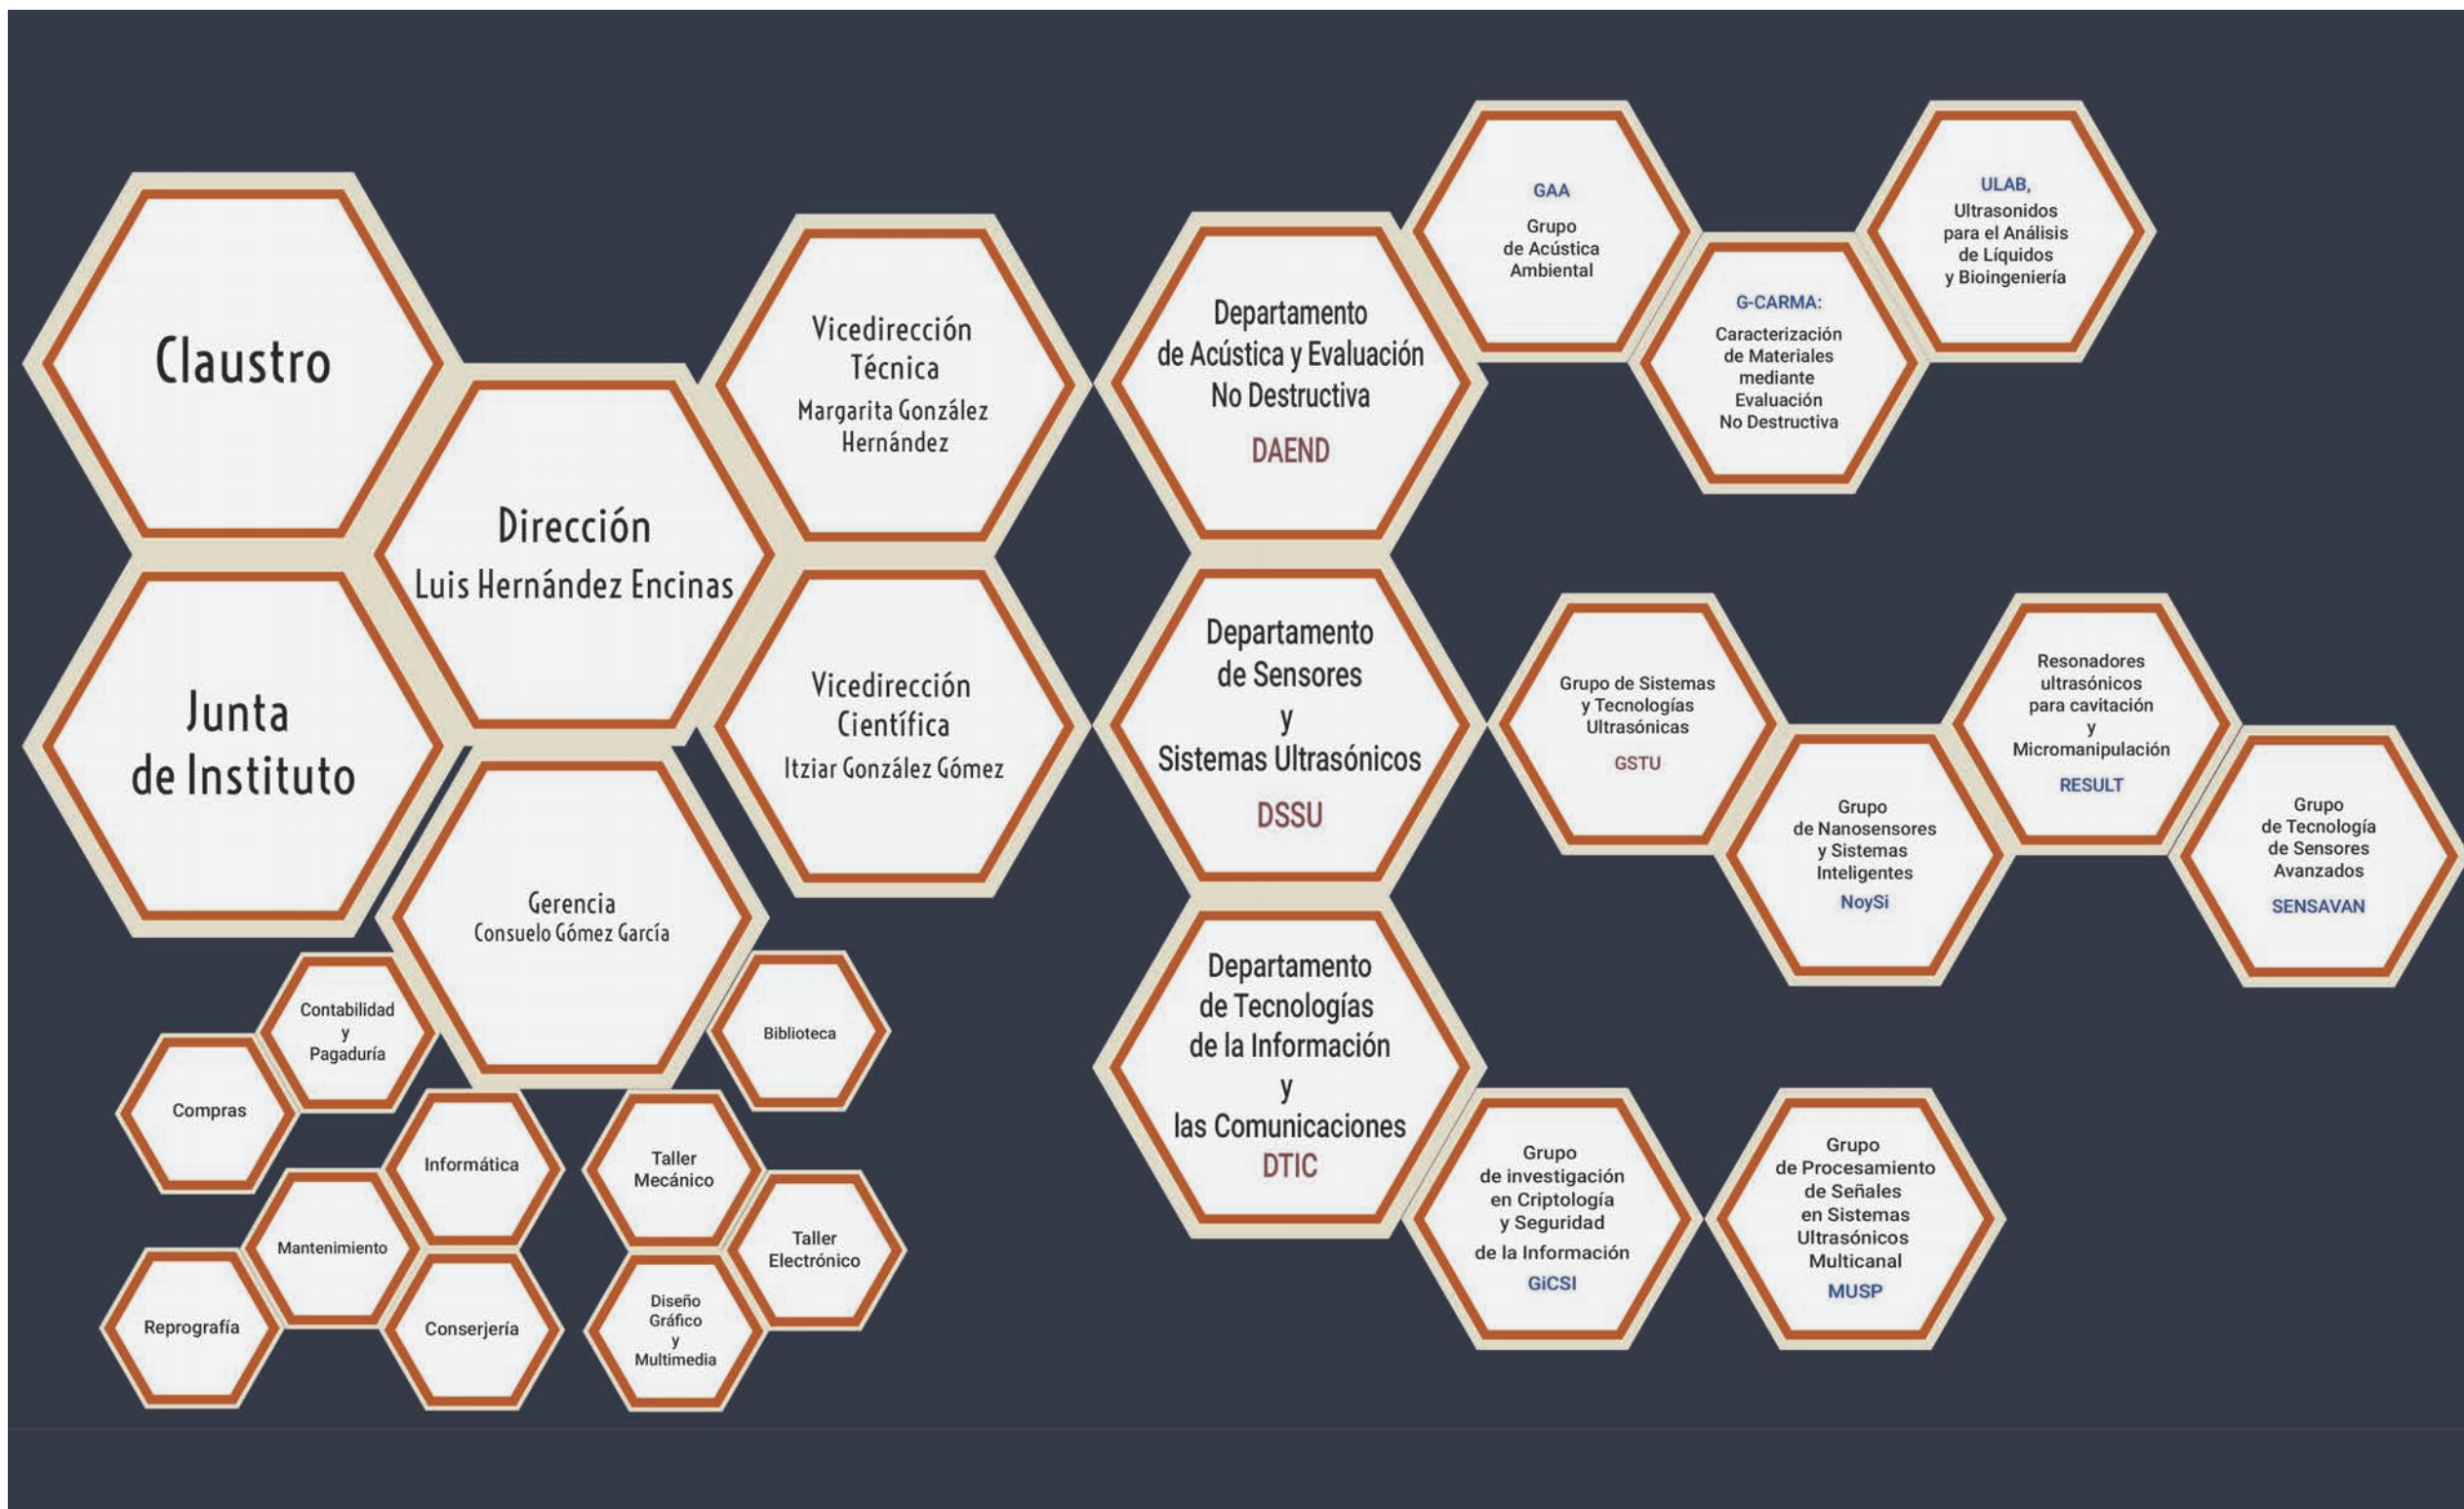 Claustro
Junta
de Instituto
Dirección
Luis Hernández Encinas
Vicedirección
Técnica
Margarita González
Hernández
Vicedirección
Científica
Itziar González Gómez
Gerencia
Consuelo Gómez García
Contabilidad
y
Pagaduría
Compras
Biblioteca
Informática
Mantenimiento
Reprografía
Conserjería
Taller
Mecánico
Taller
Electrónico
Diseño
Gráfico
y
Multimedia
Departamento
de Acústica y Evaluación
No Destructiva
DAEND
GAA
Grupo
de Acústica
Ambiental
G-CARMA:
Caracterización
de Materiales
mediante
Evaluación
No Destructiva
ULAB,
Ultrasonidos
para el Análisis
de Líquidos
y Bioingeniería
Departamento
de Sensores
y
Sistemas Ultrasónicos
DSSU
Grupo de Sistemas
y Tecnologías
Ultrasónicas
GSTU
Grupo
de Nanosensores
y Sistemas
Inteligentes
NoySi
Resonadores
ultrasónicos
para cavitación
y
Micromanipulación
RESULT
Grupo
de Tecnología
de Sensores
Avanzados
SENSAVAN
Departamento
de Tecnologías
de la Información
y
las Comunicaciones
DTIC
Grupo
de investigación
en Criptología
y Seguridad
de la Información
GiCSI
Grupo
de Procesamiento
de Señales
en Sistemas
Ultrasónicos
Multicanal
MUSP